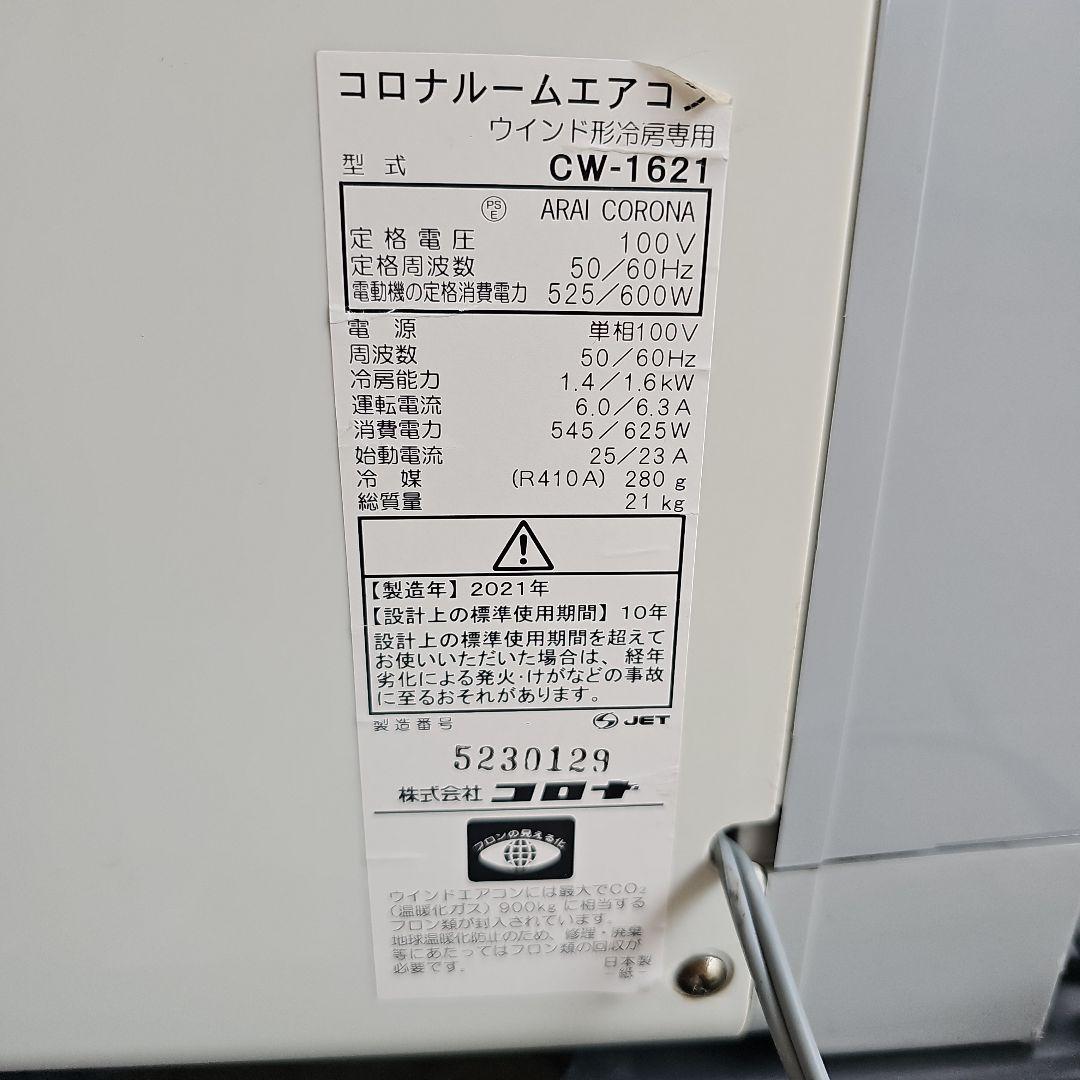 コロナルームエアコン
ウインド形冷房専用
型式 CW-1621
PS E ARAI CORONA
定格電圧 100V
定格周波数 50/60Hz
電動機の定格消費電力 525/600W
電源 単相100V
周波数 50/60Hz
冷房能力 1.4/1.6kW
運転電流 6.0/6.3A
消費電力 545/625W
始動電流 25/23A
冷媒 (R410A) 280g
総質量 21kg
【製造年】2021年
【設計上の標準使用期間】10年
設計上の標準使用期間を超えて
お使いいただいた場合は、経年
劣化による発火・けがなどの事故
に至るおそれがあります。
製造番号 JET
5230129
株式会社 コロナ
フロンの見える化
ウインドエアコンには最大でCO₂
(温暖化ガス) 900kgに相当する
フロン類が封入されています。
地球温暖化防止のため、修理・廃棄
等にあたってはフロン類の回収が
必要です。 日本製
-紙-